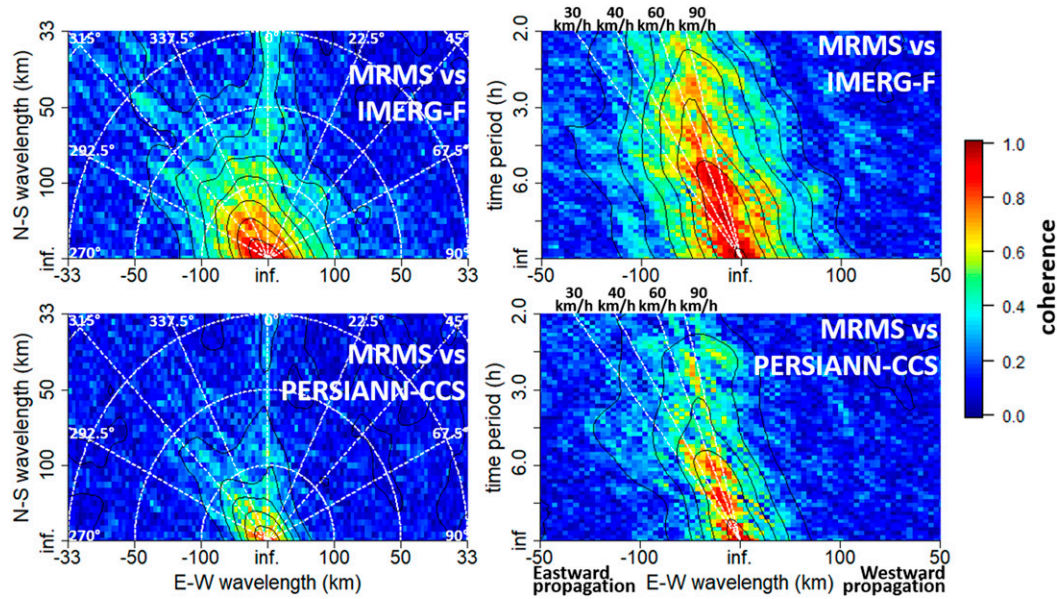 33
50
100
inf.
N-S wavelength (km)
315°
337.5°
0°
22.5°
45°
292.5°
67.5°
270°
90°
MRMS vs
IMERG-F
-33
-50
-100
inf.
100
50
33
30
km/h
40
km/h
60
km/h
90
km/h
2.0
3.0
6.0
inf
time period (h)
MRMS vs
IMERG-F
-50
-100
inf
100
50
1.0
0.8
0.6
0.4
0.2
0.0
coherence
33
50
100
inf.
N-S wavelength (km)
315°
337.5°
0°
22.5°
45°
292.5°
67.5°
270°
90°
MRMS vs
PERSIANN-CCS
-33
-50
-100
inf.
100
50
33
E-W wavelength (km)
30
km/h
40
km/h
60
km/h
90
km/h
2.0
3.0
6.0
inf
time period (h)
MRMS vs
PERSIANN-CCS
-50
-100
inf
100
50
Eastward
propagation
E-W wavelength (km)
Westward
propagation